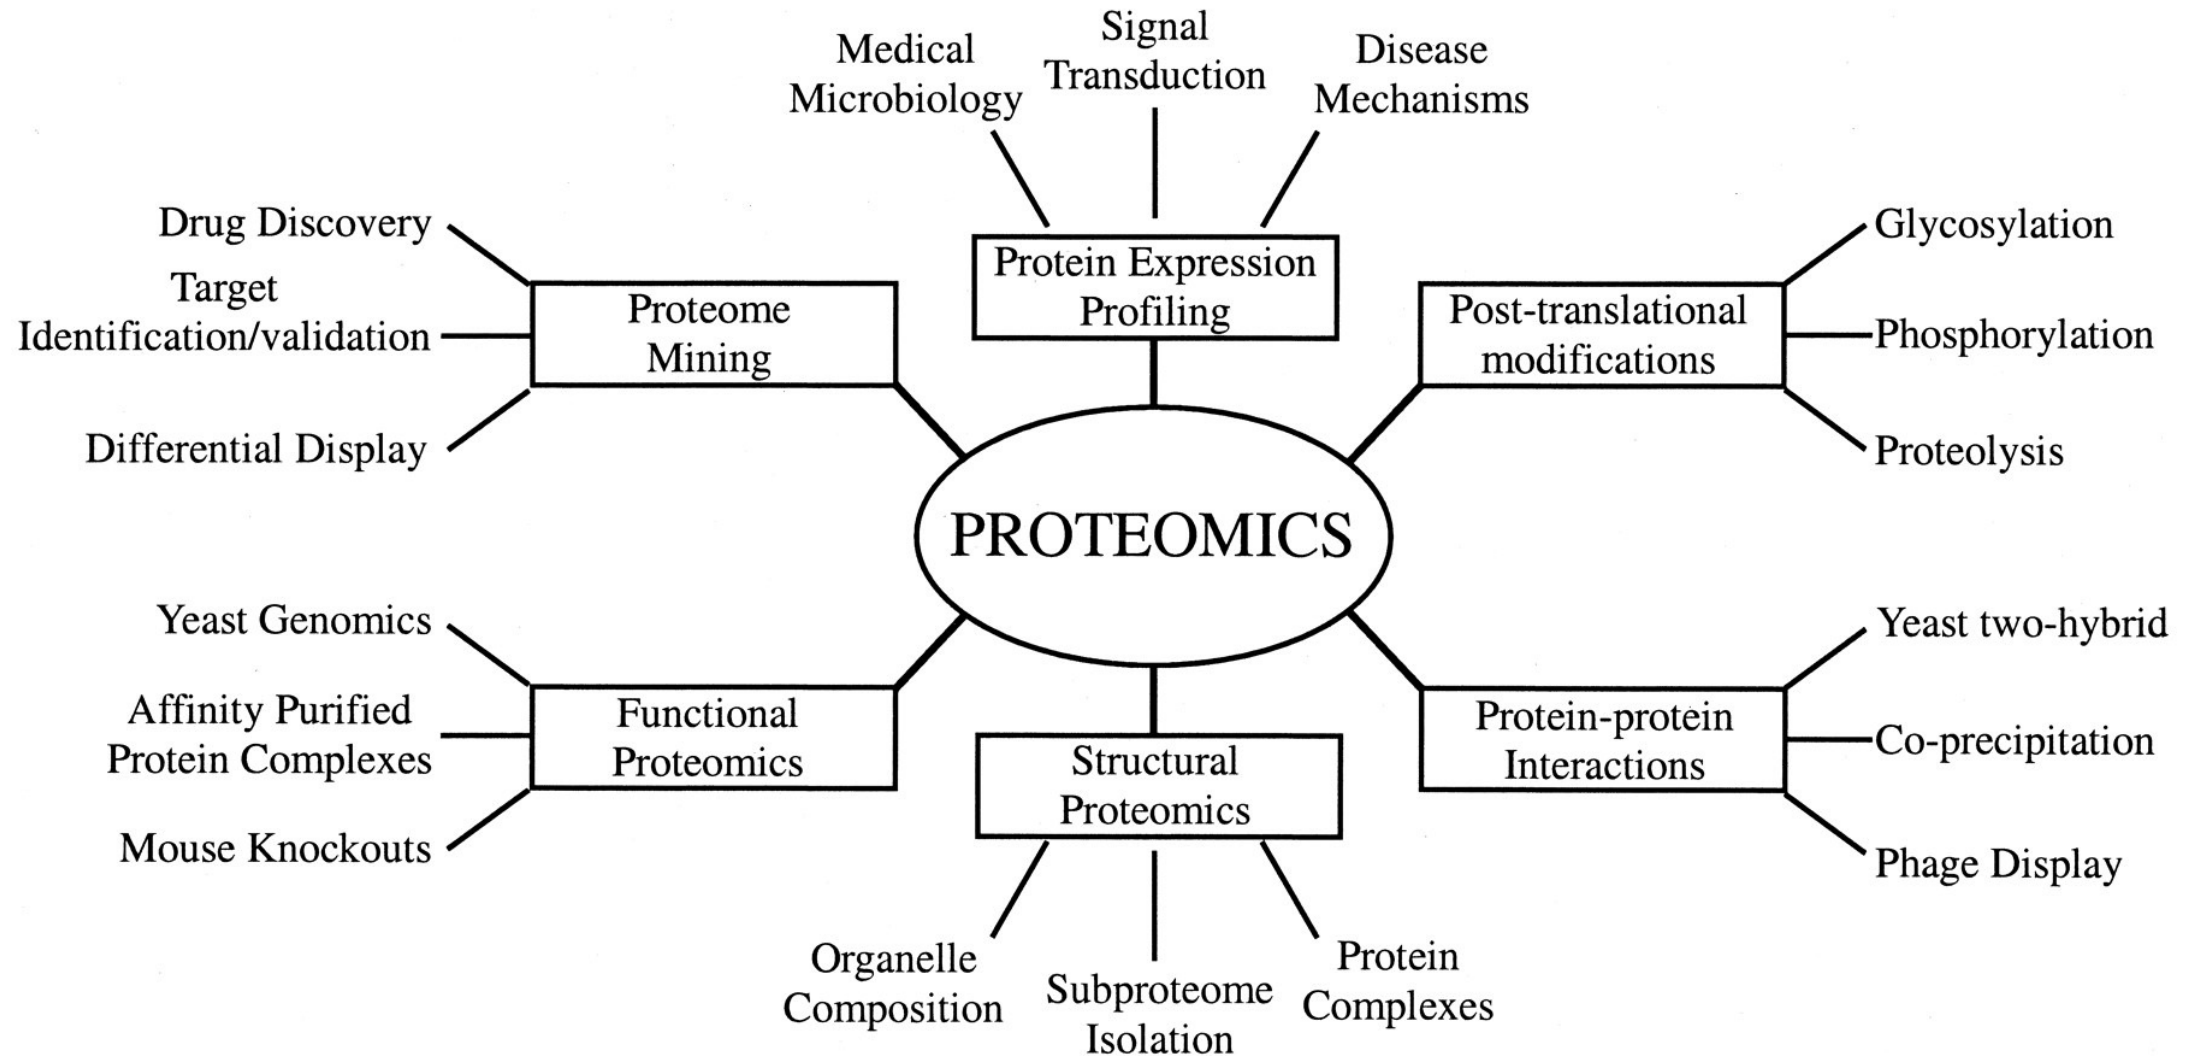 Medical
Microbiology
Signal
Transduction
Disease
Mechanisms
Protein Expression
Profiling
Drug Discovery
Target
Identification/validation
Differential Display
Proteome
Mining
Post-translational
modifications
Glycosylation
Phosphorylation
Proteolysis
PROTEOMICS
Yeast Genomics
Affinity Purified
Protein Complexes
Mouse Knockouts
Functional
Proteomics
Structural
Proteomics
Protein-protein
Interactions
Yeast two-hybrid
Co-precipitation
Phage Display
Organelle
Composition
Subproteome
Isolation
Protein
Complexes